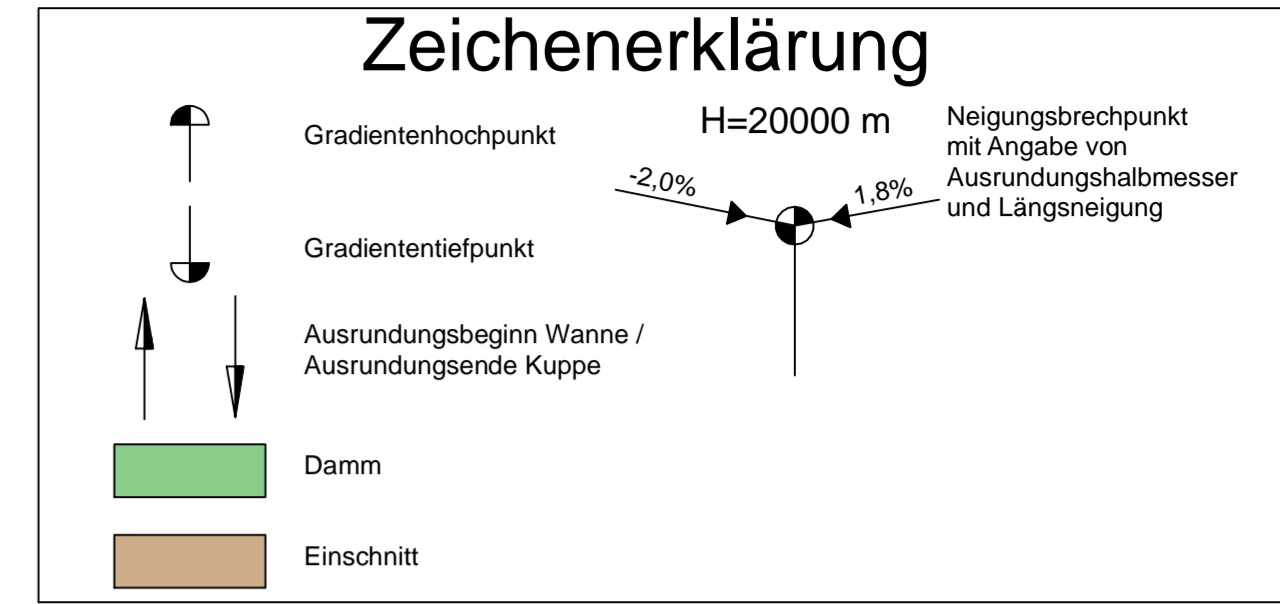 Zeichenerklärung
Gradientenhochpunkt
Gradiententiefpunkt
Ausrundungsbeginn Wanne /
Ausrundungsende Kuppe
Damm
Einschnitt
H=20000 m
-2,0%
1,8%
Neigungsbrechpunkt
mit Angabe von
Ausrundungshalbmesser
und Längsneigung